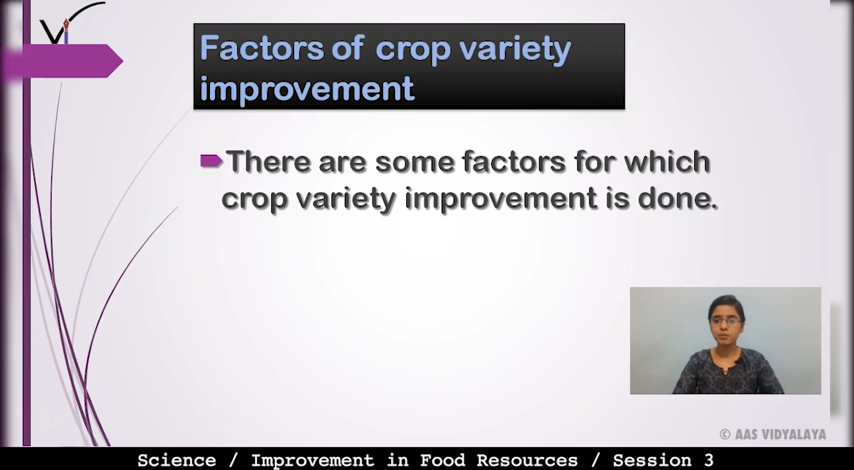 Vi
Factors of crop variety
improvement
There are some factors for which
crop variety improvement is done.
© AAS VIDYALAYA
Science / Improvement in Food Resources / Session 3